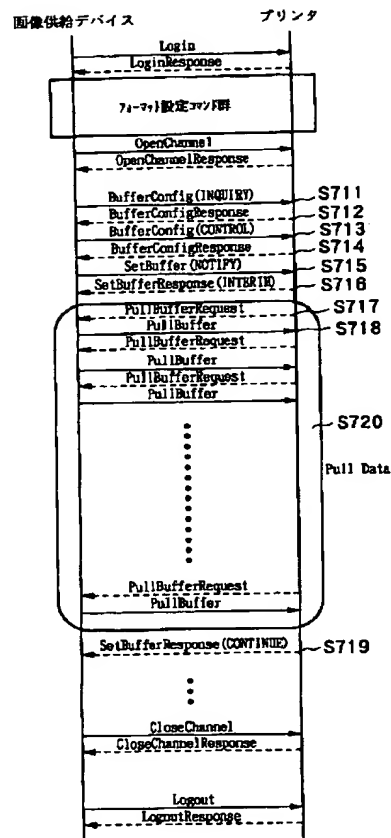 画像供給デバイス プリンタ
Login
LoginResponse
フォーマット設定コマンド群
OpenChannel
OpenChannelResponse
BufferConfig(INQUIRY) S711
BufferConfigResponse S712
BufferConfig(CONTROL) S713
BufferConfigResponse S714
SetBuffer(NOTIFY) S715
SetBufferResponse(INTERIM) S716
PullBufferRequest S717
PullBuffer S718
PullBufferRequest
PullBuffer
PullBufferRequest
PullBuffer
S720
Pull Data
PullBufferRequest
PullBuffer
SetBufferResponse(CONTINUE) S719
CloseChannel
CloseChannelResponse
Logout
LogoutResponse